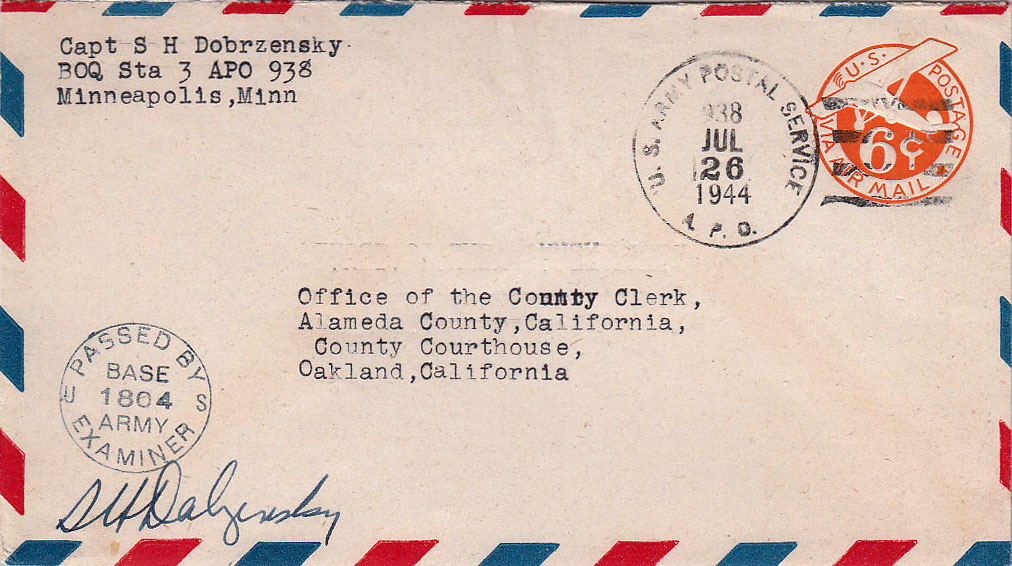 Capt S H Dobrzensky
BOQ Sta 3 APO 938
Minneapolis,Minn
U. S. ARMY POSTAL SERVICE
938
JUL
26
1944
A. P. O.
U.S. POSTAGE
6¢
VIA AIR MAIL
Office of the County Clerk,
Alameda County,California,
County Courthouse,
Oakland,California
PASSED BY
BASE
U 1804 S
ARMY
EXAMINER
S H Dobrzensky